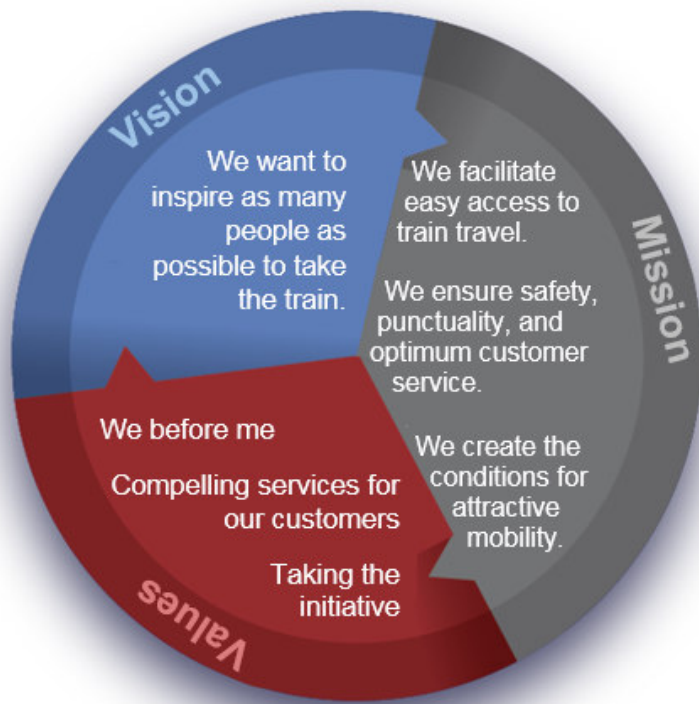 Vision
We want to
inspire as many
people as
possible to take
the train.
Mission
We facilitate
easy access to
train travel.
We ensure safety,
punctuality, and
optimum customer
service.
We create the
conditions for
attractive
mobility.
Values
We before me
Compelling services for
our customers
Taking the
initiative